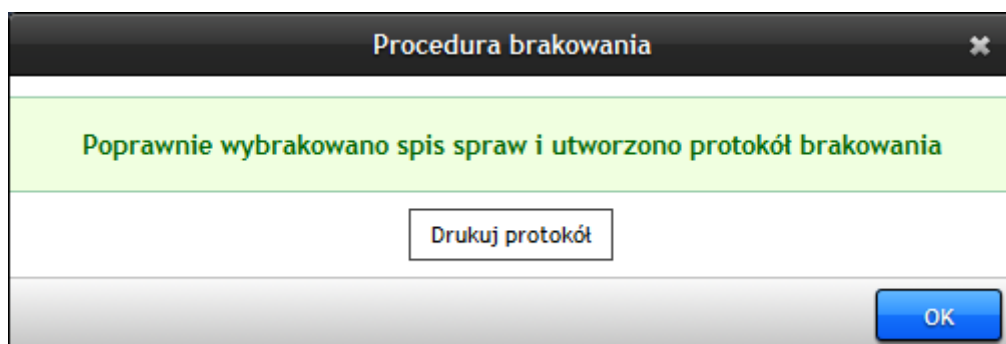 Procedura brakowania
Poprawnie wybrakowano spis spraw i utworzono protokół brakowania
Drukuj protokół
OK